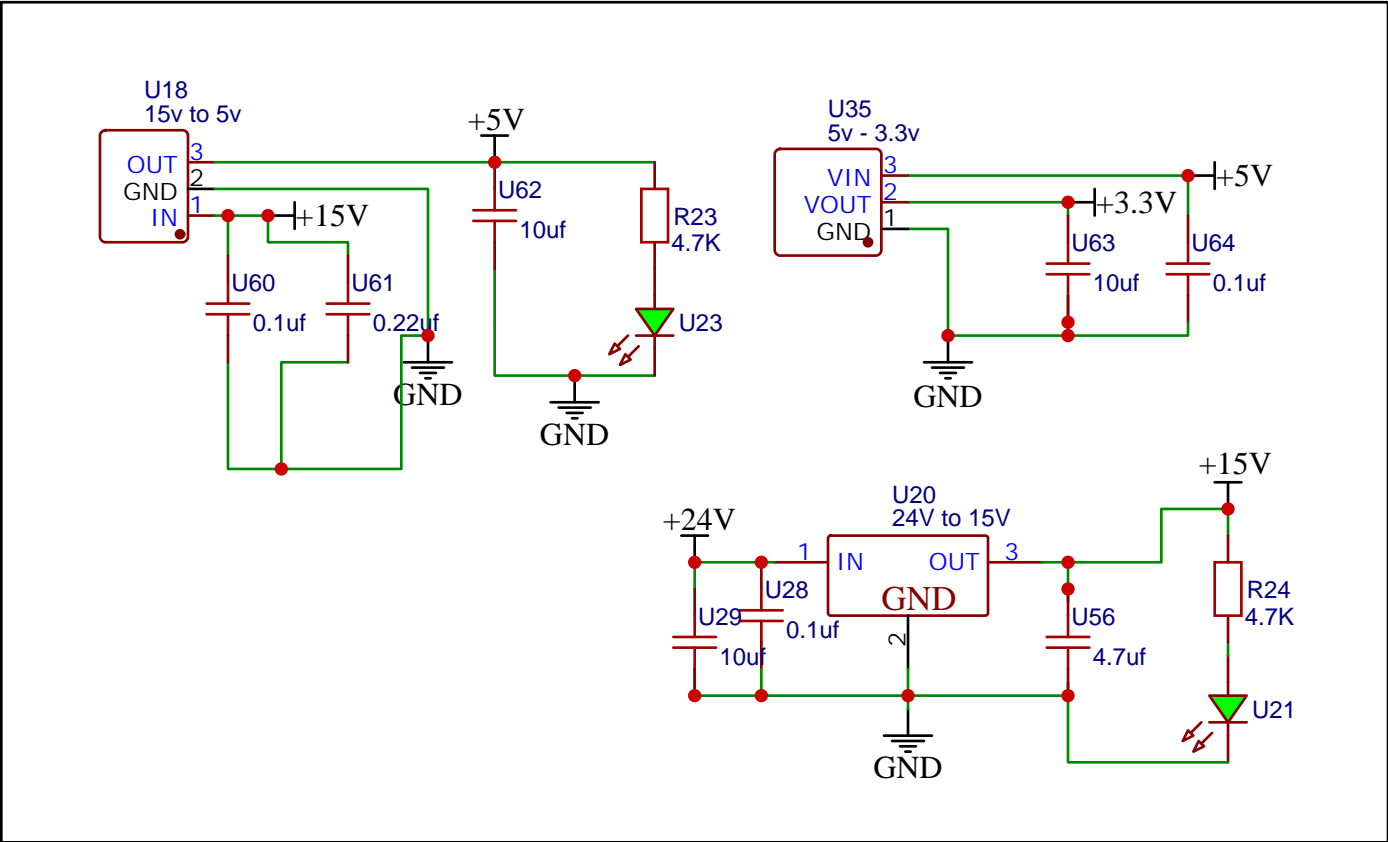 U18
15v to 5v
OUT 3
GND 2
IN 1
+15V
U60
0.1uf
U61
0.22uf
GND
+5V
U62
10uf
R23
4.7K
U23
GND
U35
5v - 3.3v
VIN 3
VOUT 2
GND 1
+5V
+3.3V
U63
10uf
U64
0.1uf
GND
+24V
U20
24V to 15V
1 IN OUT 3
GND
2
U28
0.1uf
U29
10uf
GND
+15V
U56
4.7uf
R24
4.7K
U21